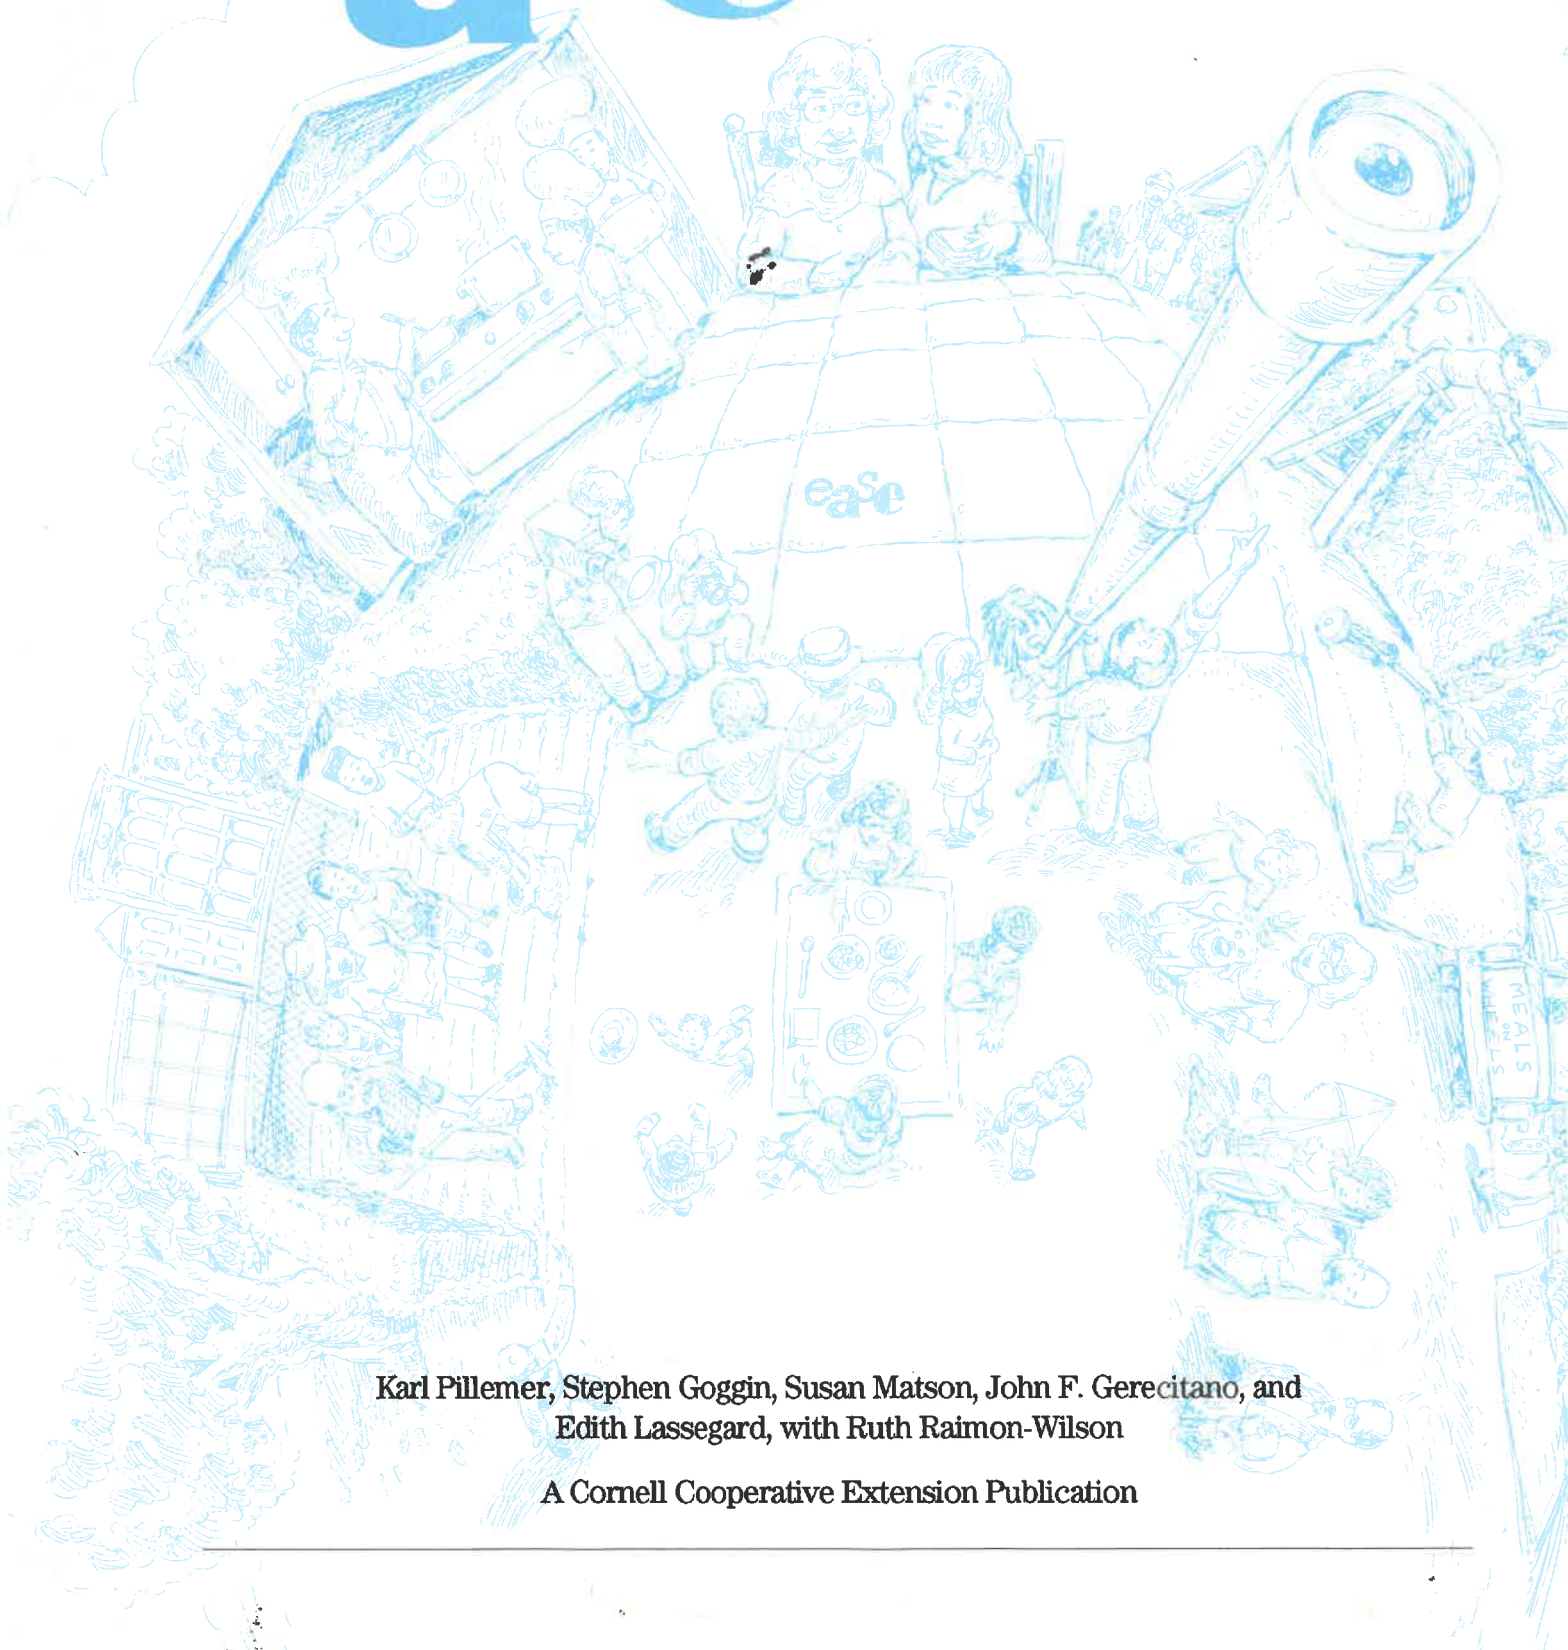 ease
MEALS
ON
Karl Pillemer, Stephen Goggin, Susan Matson, John F. Gerecitano, and
Edith Lassegard, with Ruth Raimon-Wilson
A Cornell Cooperative Extension Publication